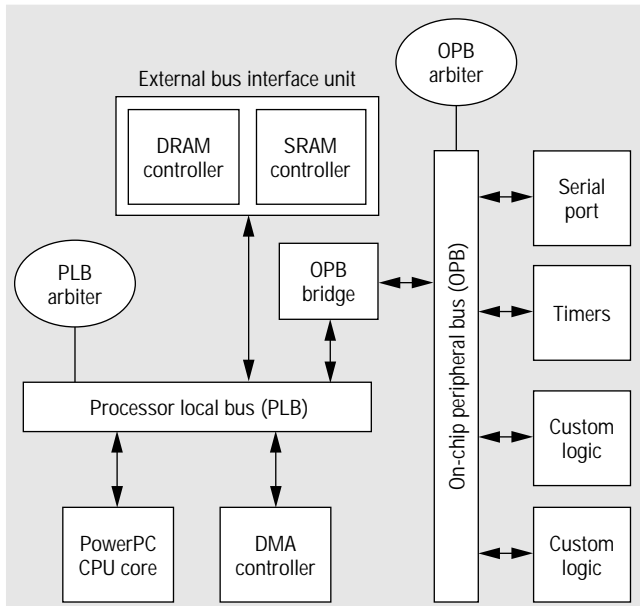 OPB
arbiter
External bus interface unit
DRAM
controller
SRAM
controller
Serial
port
PLB
arbiter
OPB
bridge
On-chip peripheral bus (OPB)
Timers
Processor local bus (PLB)
Custom
logic
PowerPC
CPU core
DMA
controller
Custom
logic